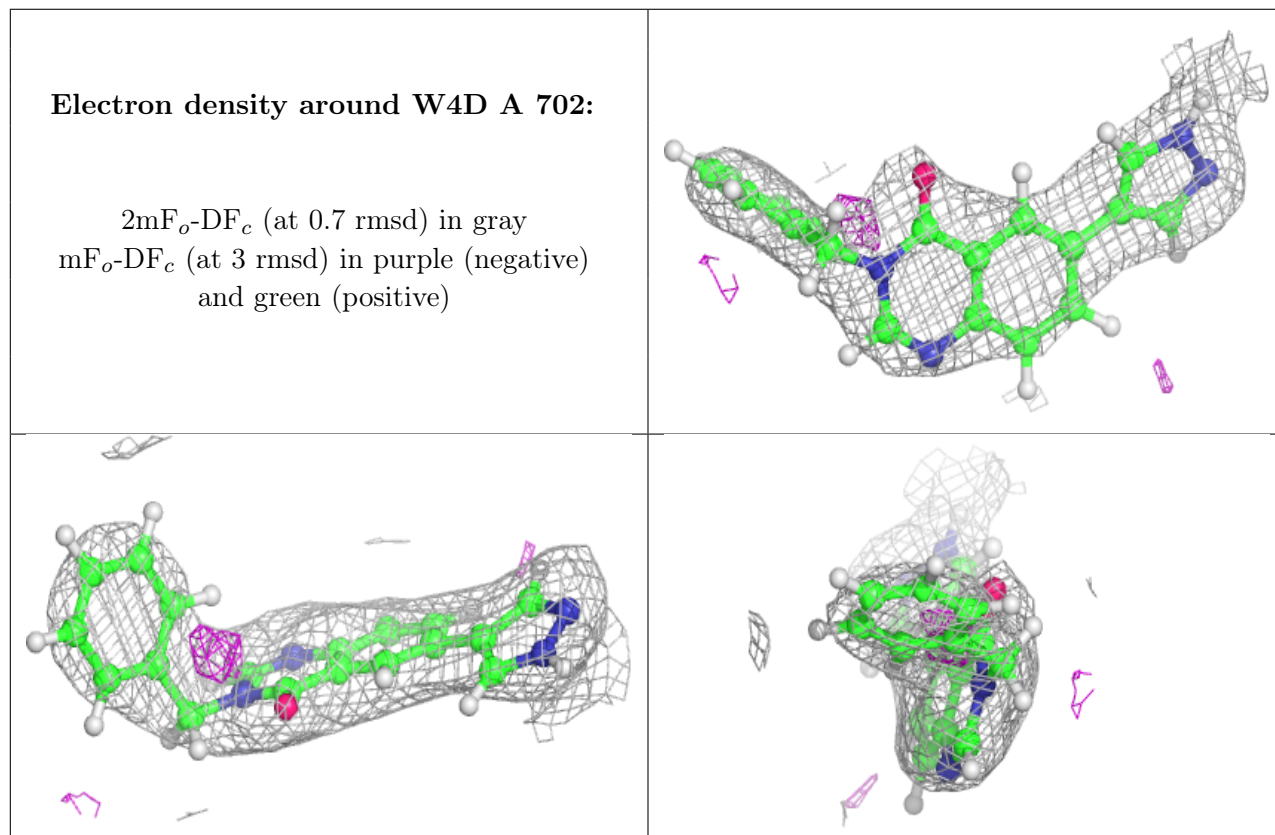 Electron density around W4D A 702:
2mFo-DFc (at 0.7 rmsd) in gray
mFo-DFc (at 3 rmsd) in purple (negative)
and green (positive)